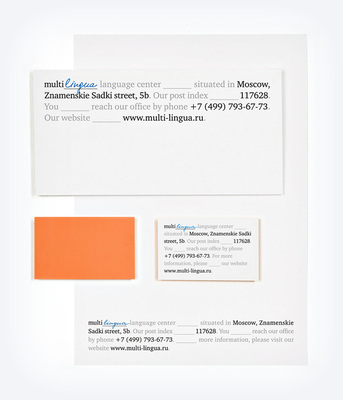 multi lingua language center ______ situated in Moscow,
Znamenskie Sadki street, 5b. Our post index ______ 117628.
You ______ reach our office by phone +7 (499) 793-67-73.
Our website ______ www.multi-lingua.ru.
multi lingua language center
situated in Moscow, Znamenskie Sadki
street, 5b. Our post index ______ 117628.
You ______ reach our office by phone
+7 (499) 793-67-73. For more
information, please ______ our website
www.multi-lingua.ru.
multi lingua language center ______ situated in Moscow, Znamenskie
Sadki street, 5b. Our post index ______ 117628. You ______ reach our
office by phone +7 (499) 793-67-73. ______ more information, please visit our
website www.multi-lingua.ru.